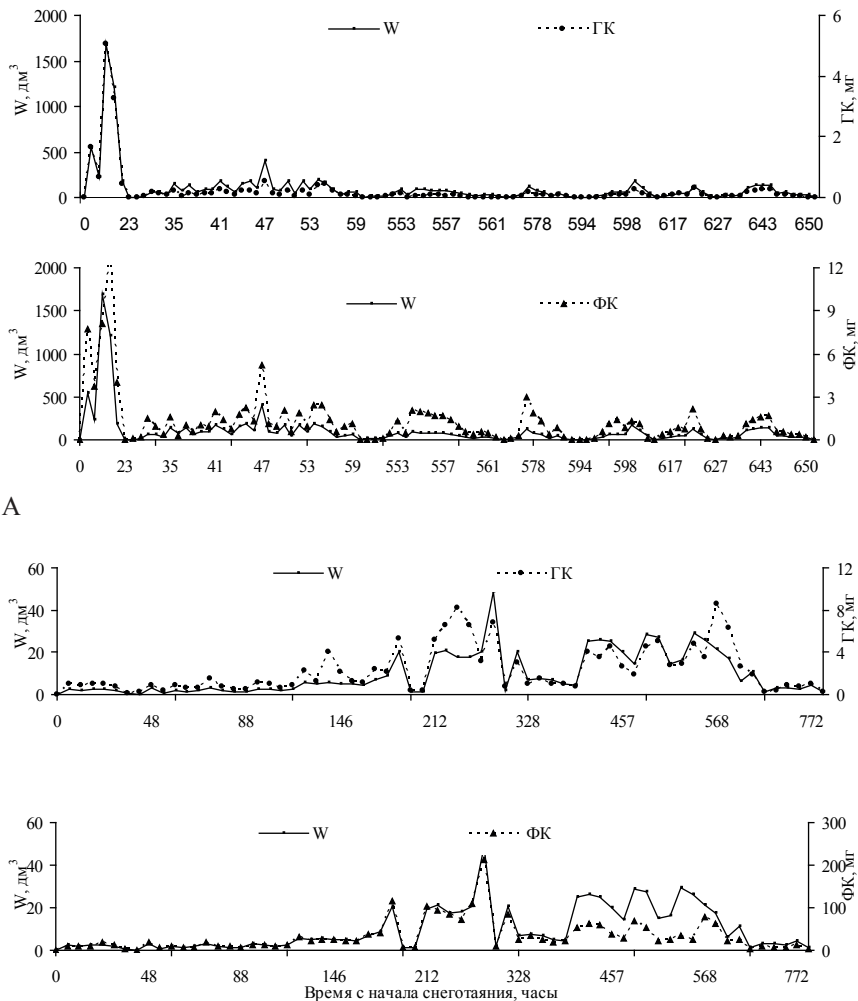 W ГК
2000 6
1500
4
1000
2
500
0 0
W, дм3
ГК, мг
0 23 35 41 47 53 59 553 557 561 578 594 598 617 627 643 650
W ФК
2000 12
1500 9
1000 6
500 3
0 0
W, дм3
ФК, мг
0 23 35 41 47 53 59 553 557 561 578 594 598 617 627 643 650
А
W ГК
60 12
40 8
20 4
0 0
W, дм3
ГК, мг
0 48 88 146 212 328 457 568 772
W ФК
60 300
40 200
20 100
0 0
W, дм3
ФК, мг
0 48 88 146 212 328 457 568 772
Время с начала снеготаяния, часы